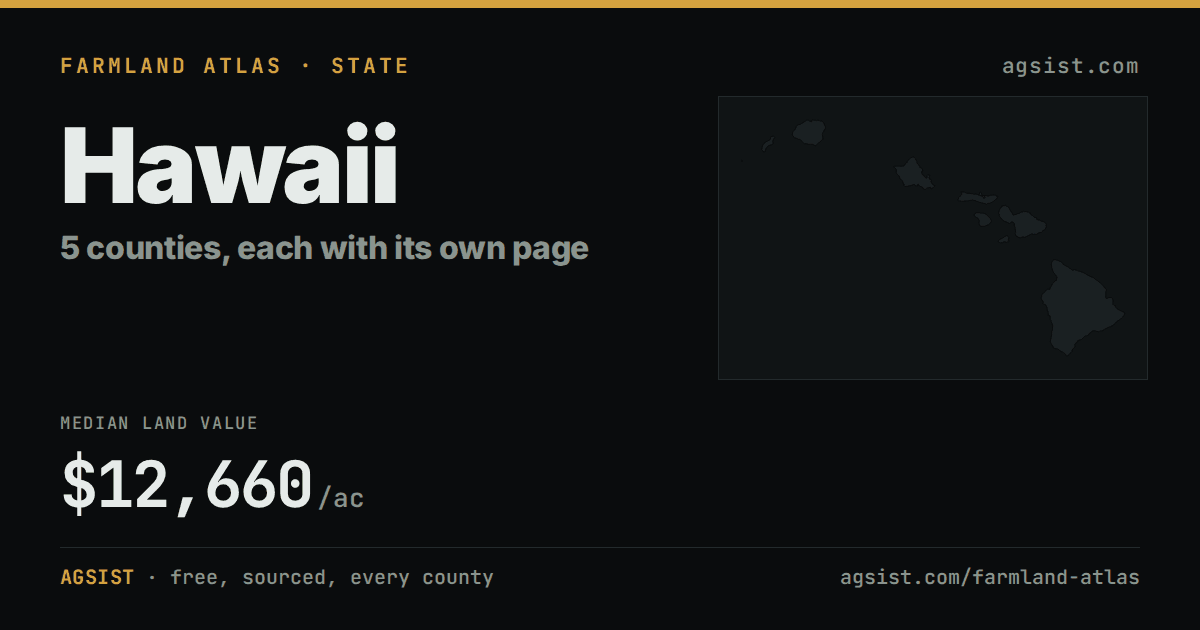 FARMLAND ATLAS · STATE
agsist.com
Hawaii
5 counties, each with its own page
MEDIAN LAND VALUE
$12,660/ac
AGSIST · free, sourced, every county
agsist.com/farmland-atlas